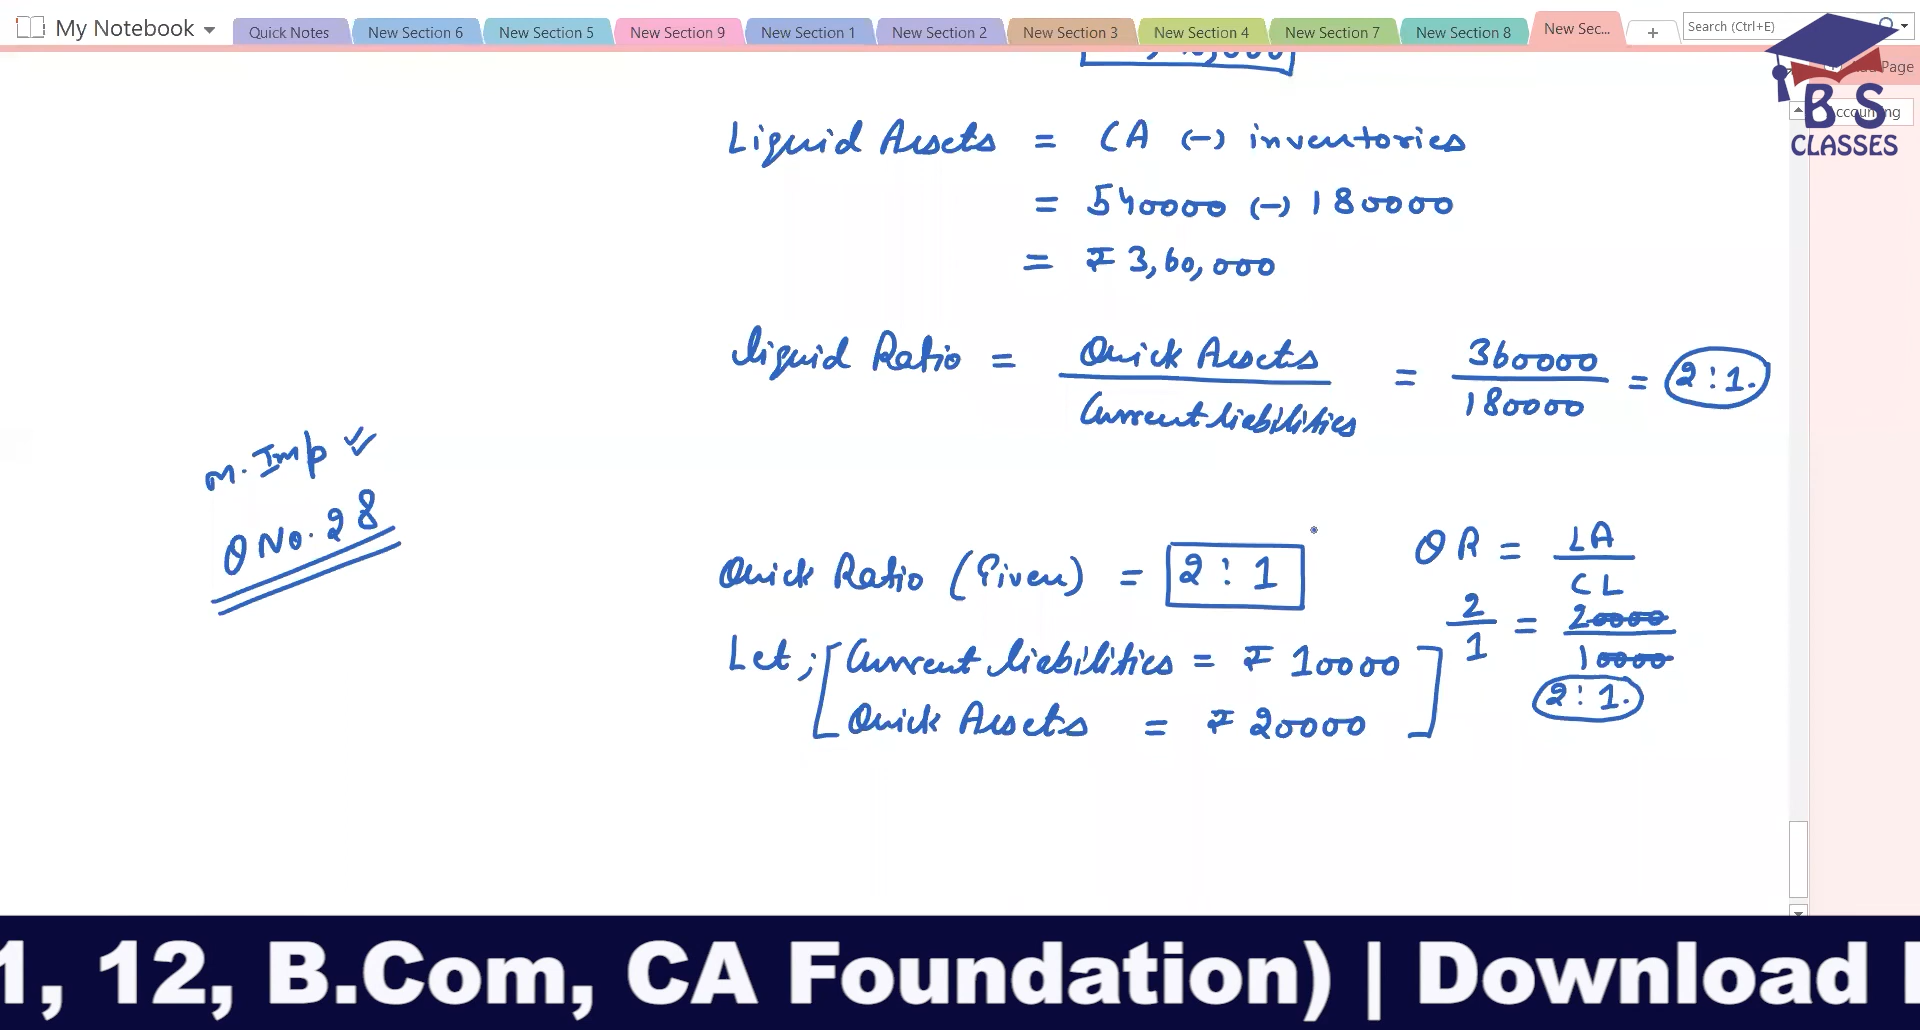 My Notebook
Quick Notes
New Section 6
New Section 5
New Section 9
New Section 1
New Section 2
New Section 3
New Section 4
New Section 7
New Section 8
New Sec...
+
Search (Ctrl+E)
Page
Accounting
BS
CLASSES
Liquid Assets = CA (-) inventories
= 540000 (-) 180000
= ₹ 3,60,000
liquid Ratio = Quick Assets / Current liabilities = 360000 / 180000 = 2:1.
M. Imp ✓✓
Q No. 28
Quick Ratio (Given) = 2 : 1
Let; [Current liabilities = ₹ 10000
Quick Assets = ₹ 20000]
QR = LA / CL
2 / 1 = 20000 / 10000
2:1.
1, 12, B.Com, CA Foundation) | Download